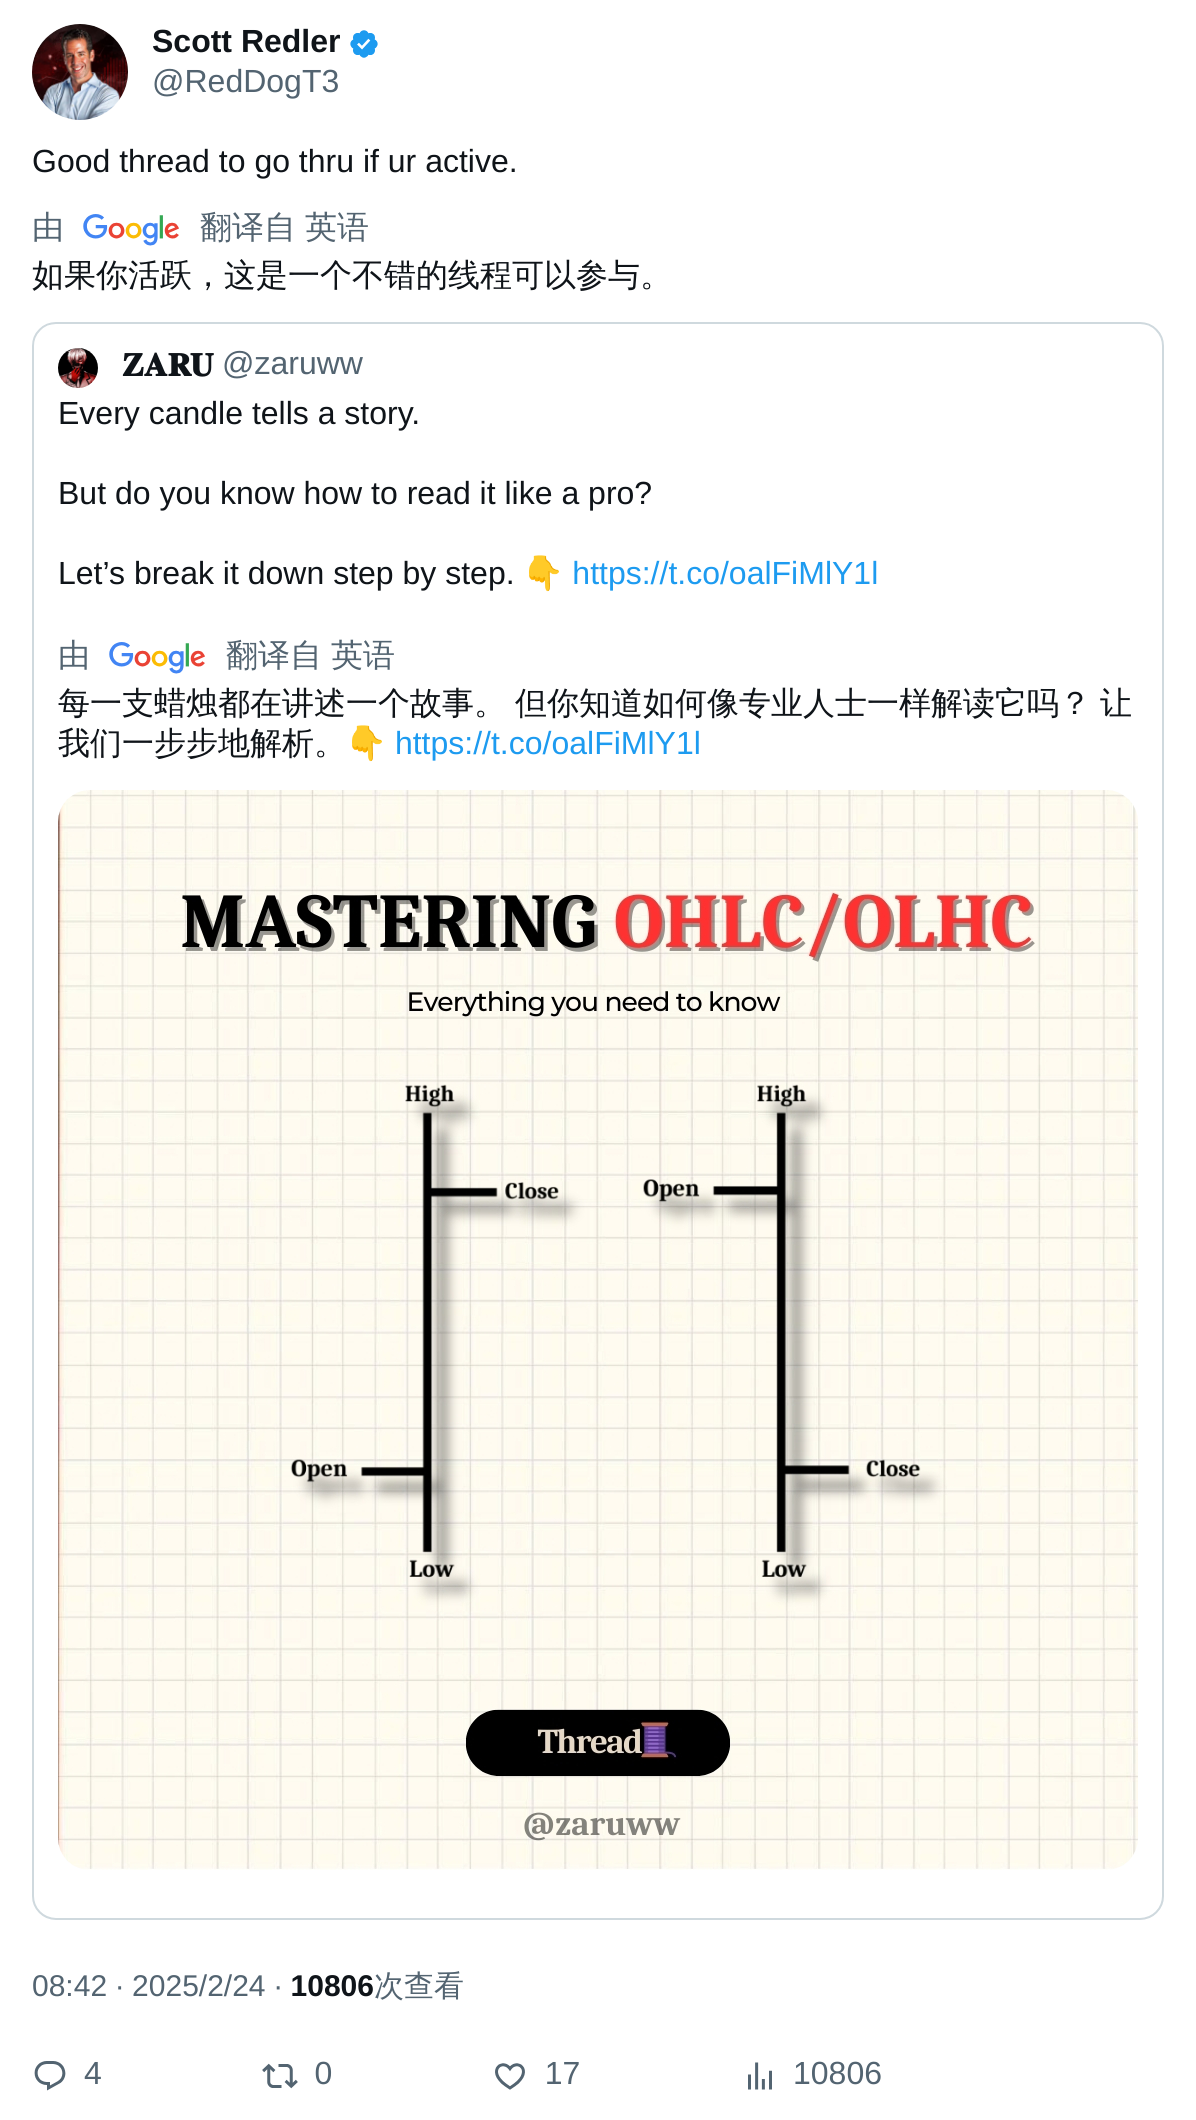 Scott Redler
@RedDogT3
Good thread to go thru if ur active.
由 Google 翻译自 英语
如果你活跃，这是一个不错的线程可以参与。
ZARU @zaruww
Every candle tells a story.
But do you know how to read it like a pro?
Let’s break it down step by step. 👇 https://t.co/oalFiMlY1l
由 Google 翻译自 英语
每一支蜡烛都在讲述一个故事。 但你知道如何像专业人士一样解读它吗？ 让
我们一步步地解析。👇 https://t.co/oalFiMlY1l
MASTERING OHLC/OLHC
Everything you need to know
High
High
Close
Open
Open
Close
Low
Low
Thread🧵
@zaruww
08:42 · 2025/2/24 · 10806次查看
4 0 17 10806